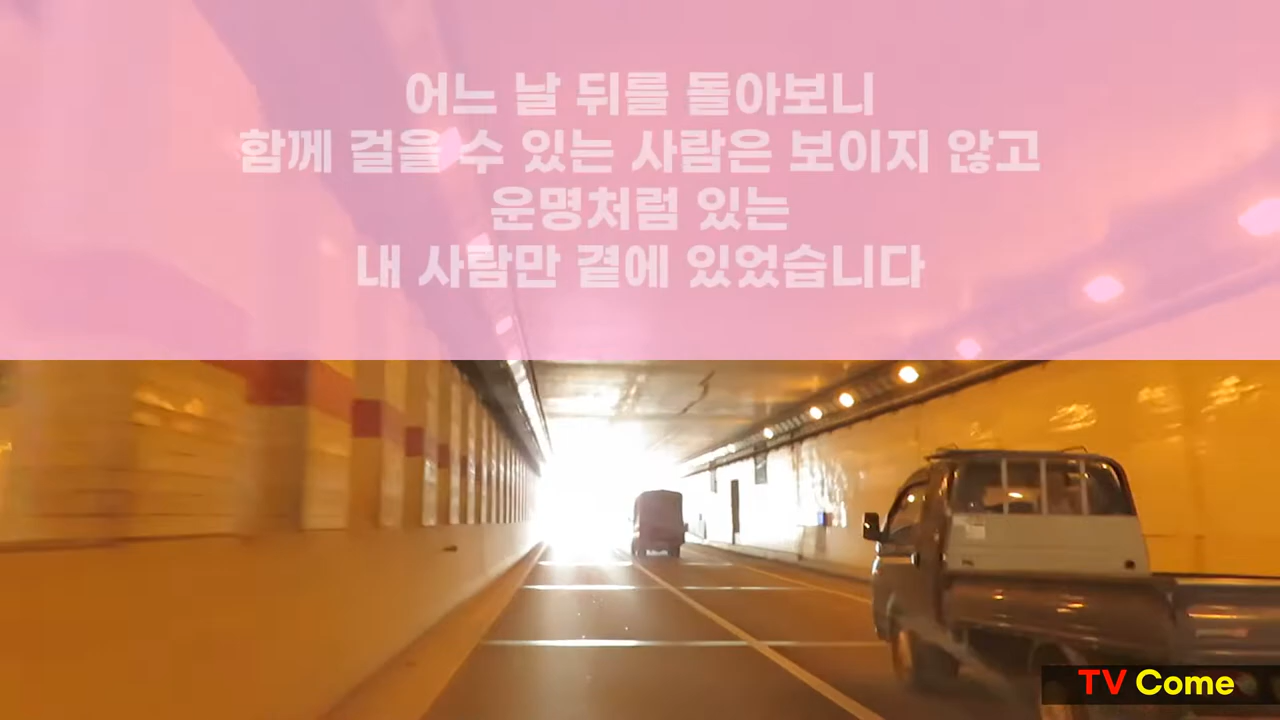 어느 날 뒤를 돌아보니
함께 걸을 수 있는 사람은 보이지 않고
운명처럼 있는
내 사람만 곁에 있었습니다
TV Come